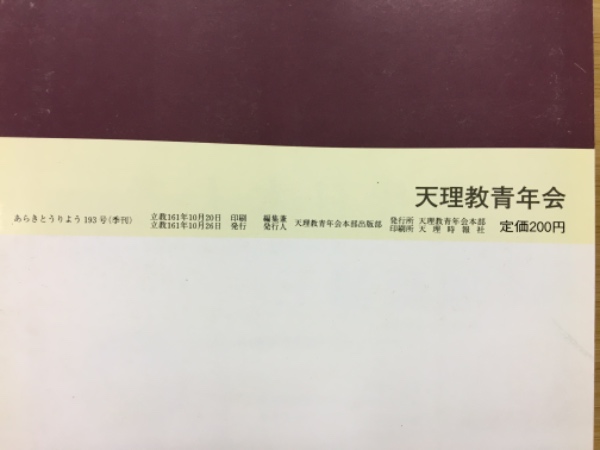 天理教青年会
あらきとうりよう 193号(季刊) 立教161年10月20日 印刷 編集兼 天理教青年会本部出版部 発行所 天理教青年会本部 定価200円
立教161年10月26日 発行 発行人 印刷所 天理時報社